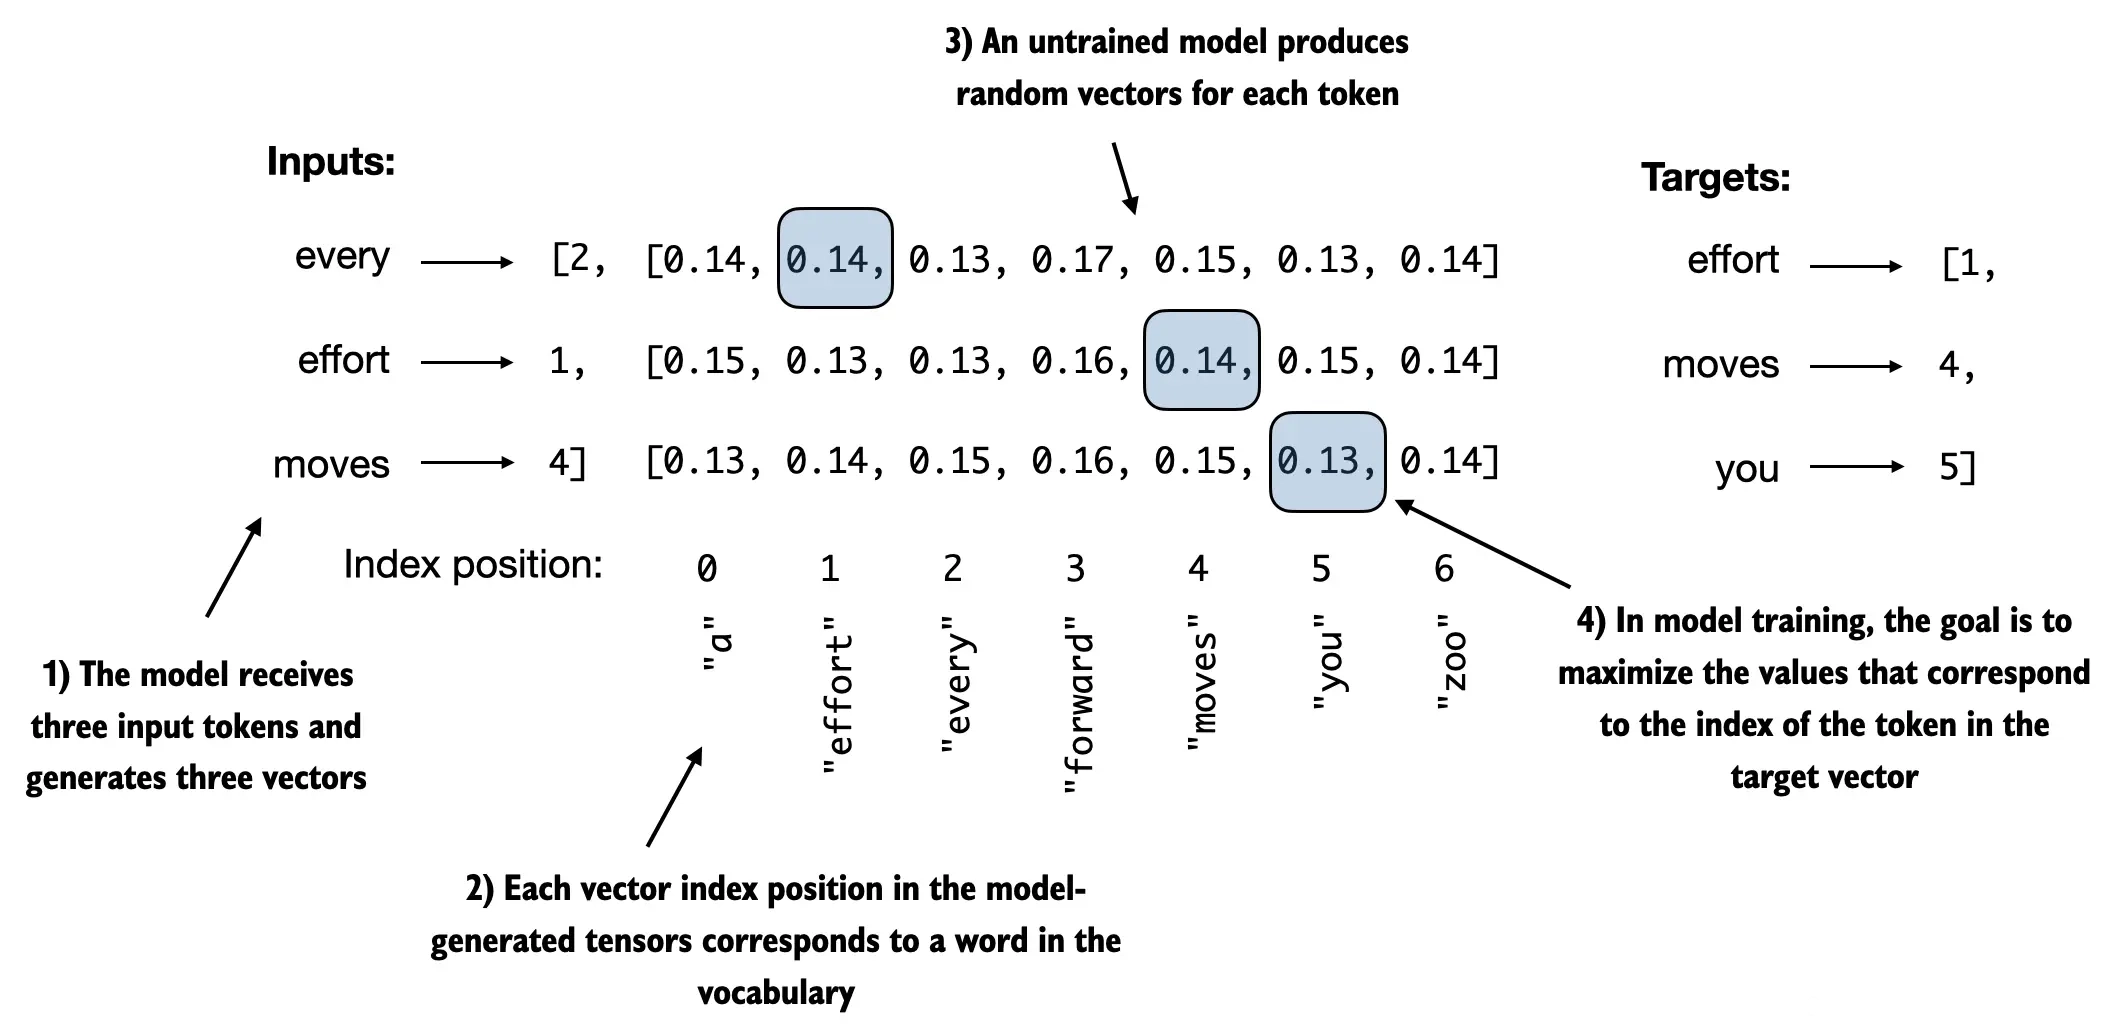 3) An untrained model produces
random vectors for each token
Inputs:
Targets:
every [2, [0.14, 0.14, 0.13, 0.17, 0.15, 0.13, 0.14] effort [1,
effort 1, [0.15, 0.13, 0.13, 0.16, 0.14, 0.15, 0.14] moves 4,
moves 4] [0.13, 0.14, 0.15, 0.16, 0.15, 0.13, 0.14] you 5]
Index position: 0 1 2 3 4 5 6
"a" "effort" "every" "forward" "moves" "you" "zoo"
1) The model receives
three input tokens and
generates three vectors
4) In model training, the goal is to
maximize the values that correspond
to the index of the token in the
target vector
2) Each vector index position in the model-
generated tensors corresponds to a word in the
vocabulary